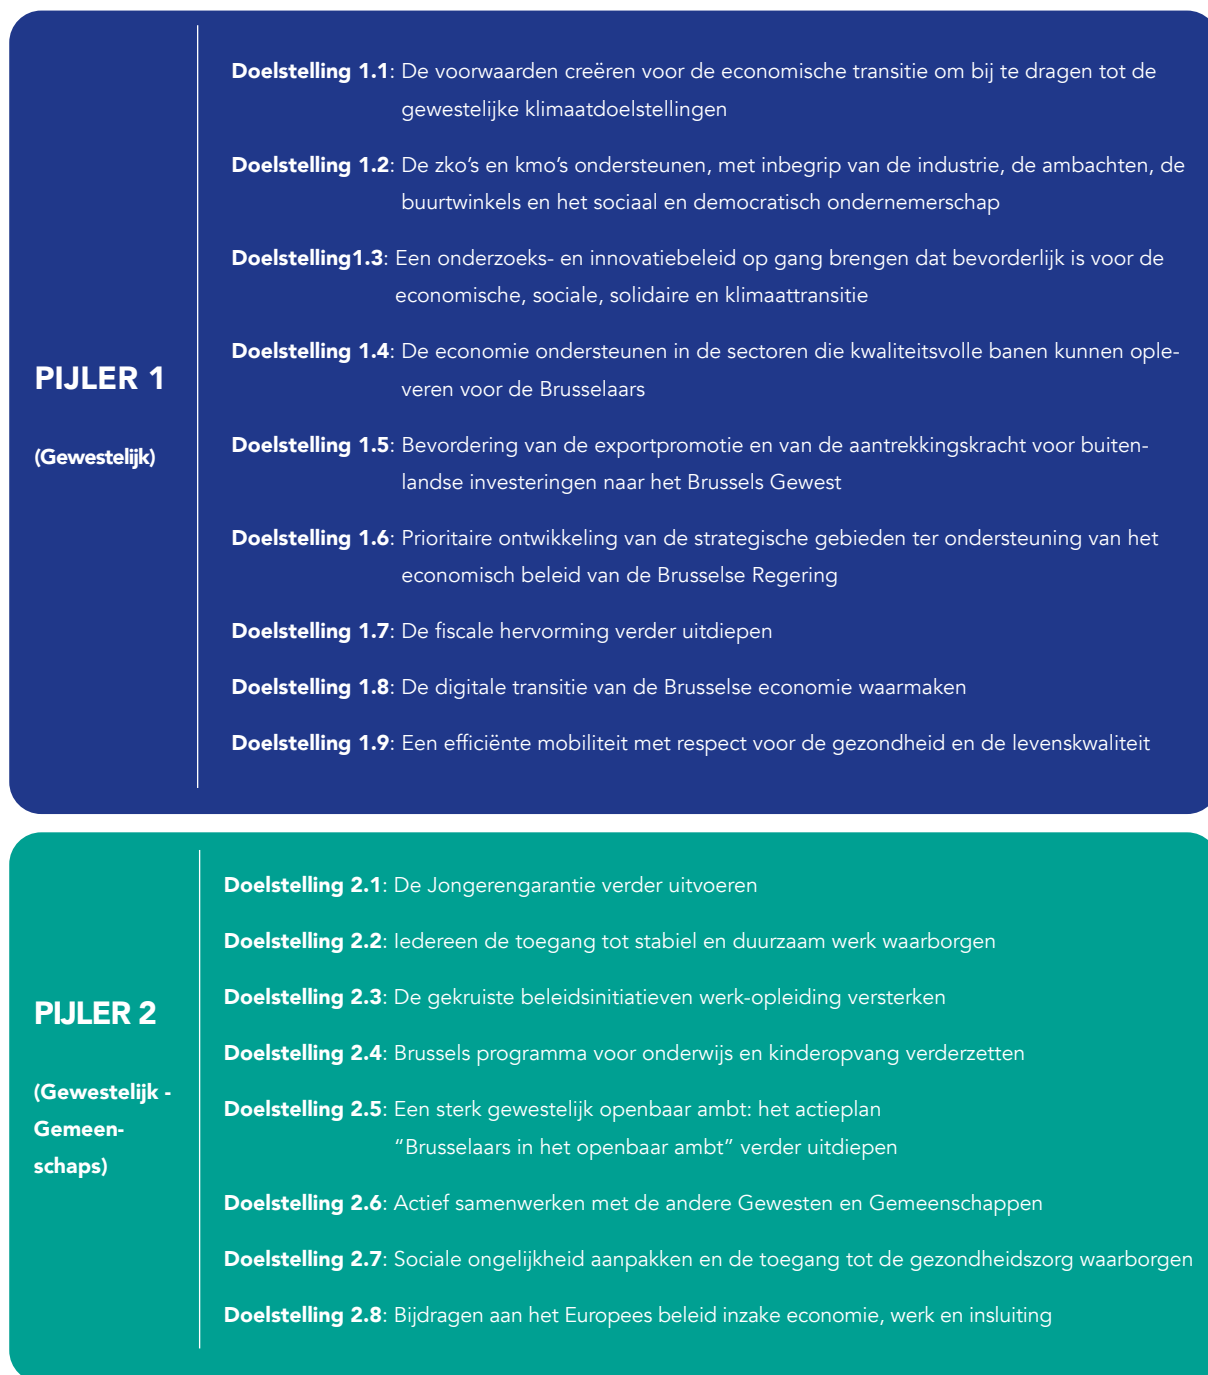 PIJLER 1
(Gewestelijk)
Doelstelling 1.1: De voorwaarden creëren voor de economische transitie om bij te dragen tot de
gewestelijke klimaatdoelstellingen
Doelstelling 1.2: De zko's en kmo's ondersteunen, met inbegrip van de industrie, de ambachten, de
buurtwinkels en het sociaal en democratisch ondernemerschap
Doelstelling1.3: Een onderzoeks- en innovatiebeleid op gang brengen dat bevorderlijk is voor de
economische, sociale, solidaire en klimaattransitie
Doelstelling 1.4: De economie ondersteunen in de sectoren die kwaliteitsvolle banen kunnen ople-
veren voor de Brusselaars
Doelstelling 1.5: Bevordering van de exportpromotie en van de aantrekkingskracht voor buiten-
landse investeringen naar het Brussels Gewest
Doelstelling 1.6: Prioritaire ontwikkeling van de strategische gebieden ter ondersteuning van het
economisch beleid van de Brusselse Regering
Doelstelling 1.7: De fiscale hervorming verder uitdiepen
Doelstelling 1.8: De digitale transitie van de Brusselse economie waarmaken
Doelstelling 1.9: Een efficiënte mobiliteit met respect voor de gezondheid en de levenskwaliteit
PIJLER 2
(Gewestelijk -
Gemeen-
schaps)
Doelstelling 2.1: De Jongerengarantie verder uitvoeren
Doelstelling 2.2: Iedereen de toegang tot stabiel en duurzaam werk waarborgen
Doelstelling 2.3: De gekruiste beleidsinitiatieven werk-opleiding versterken
Doelstelling 2.4: Brussels programma voor onderwijs en kinderopvang verderzetten
Doelstelling 2.5: Een sterk gewestelijk openbaar ambt: het actieplan
"Brusselaars in het openbaar ambt" verder uitdiepen
Doelstelling 2.6: Actief samenwerken met de andere Gewesten en Gemeenschappen
Doelstelling 2.7: Sociale ongelijkheid aanpakken en de toegang tot de gezondheidszorg waarborgen
Doelstelling 2.8: Bijdragen aan het Europees beleid inzake economie, werk en insluiting